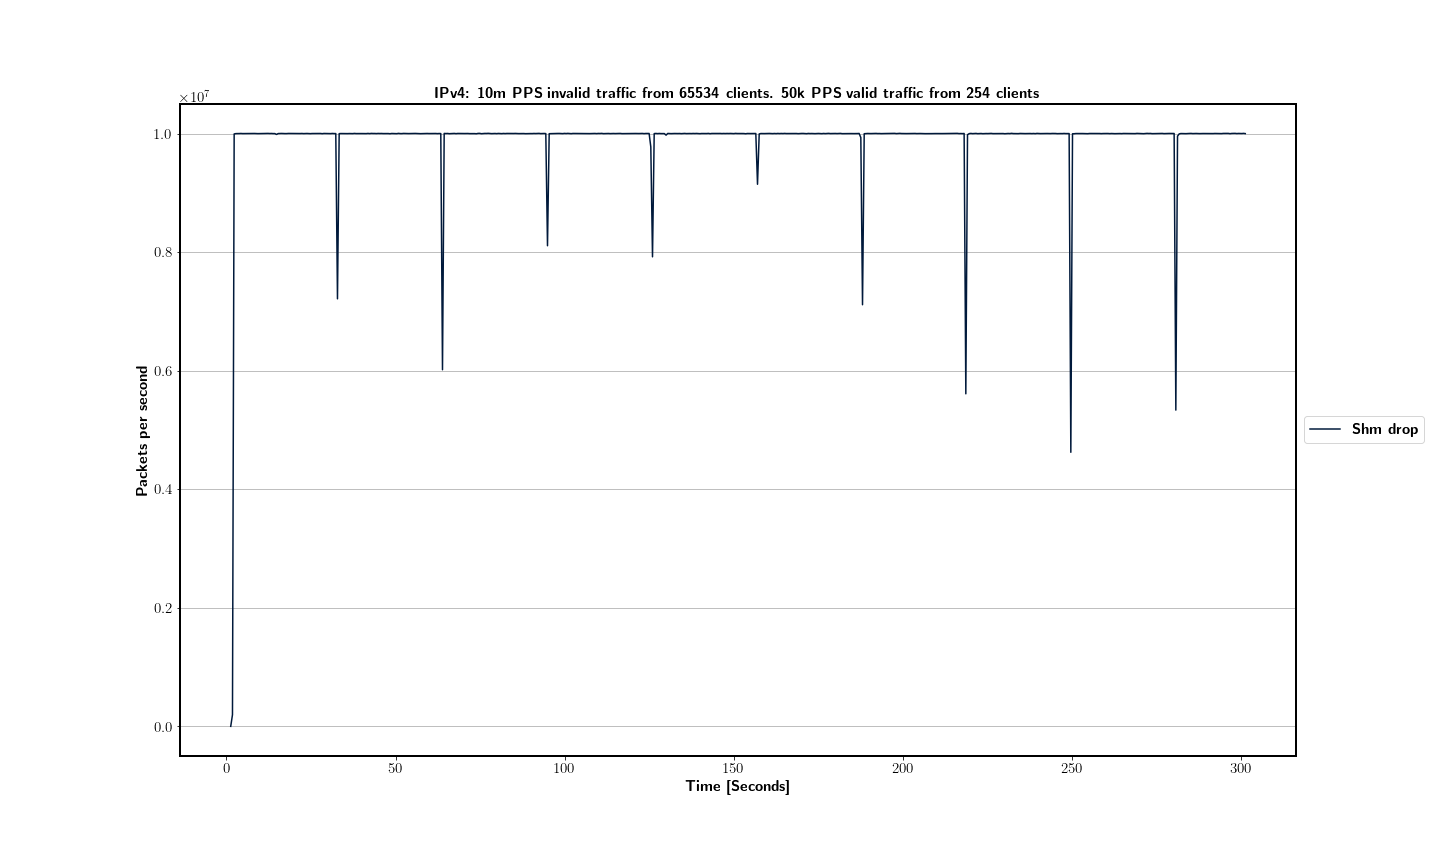 IPv4: 10m PPS invalid traffic from 65534 clients. 50k PPS valid traffic from 254 clients
×10⁷
1.0
0.8
0.6
0.4
0.2
0.0
Packets per second
0 50 100 150 200 250 300
Time [Seconds]
Shm drop